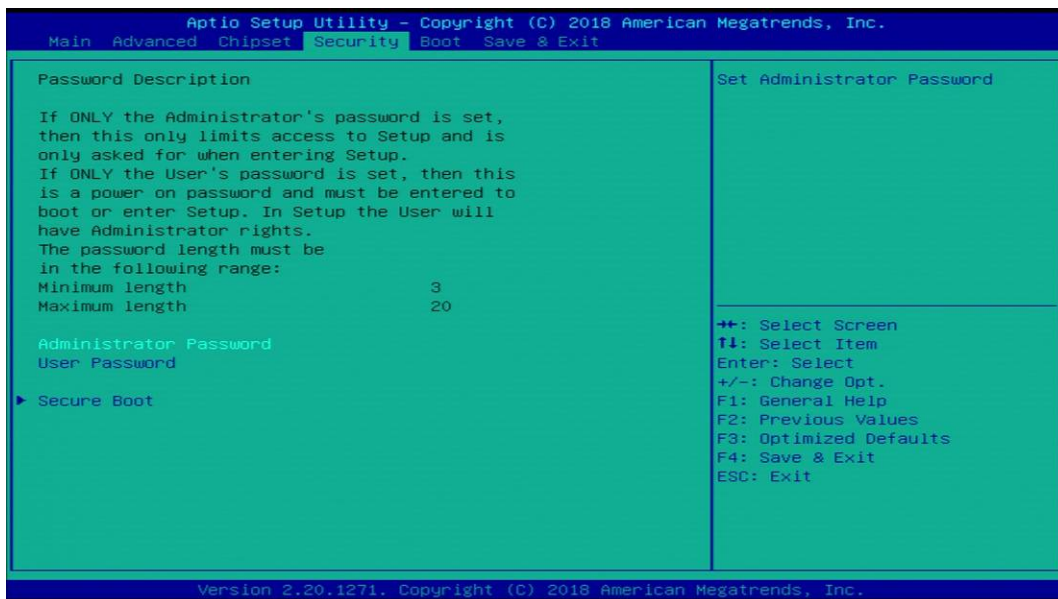 Aptio Setup Utility – Copyright (C) 2018 American Megatrends, Inc.
Main Advanced Chipset Security Boot Save & Exit
Password Description
If ONLY the Administrator's password is set,
then this only limits access to Setup and is
only asked for when entering Setup.
If ONLY the User's password is set, then this
is a power on password and must be entered to
boot or enter Setup. In Setup the User will
have Administrator rights.
The password length must be
in the following range:
Minimum length 3
Maximum length 20
Administrator Password
User Password
► Secure Boot
Set Administrator Password
→←: Select Screen
↑↓: Select Item
Enter: Select
+/-: Change Opt.
F1: General Help
F2: Previous Values
F3: Optimized Defaults
F4: Save & Exit
ESC: Exit
Version 2.20.1271. Copyright (C) 2018 American Megatrends, Inc.